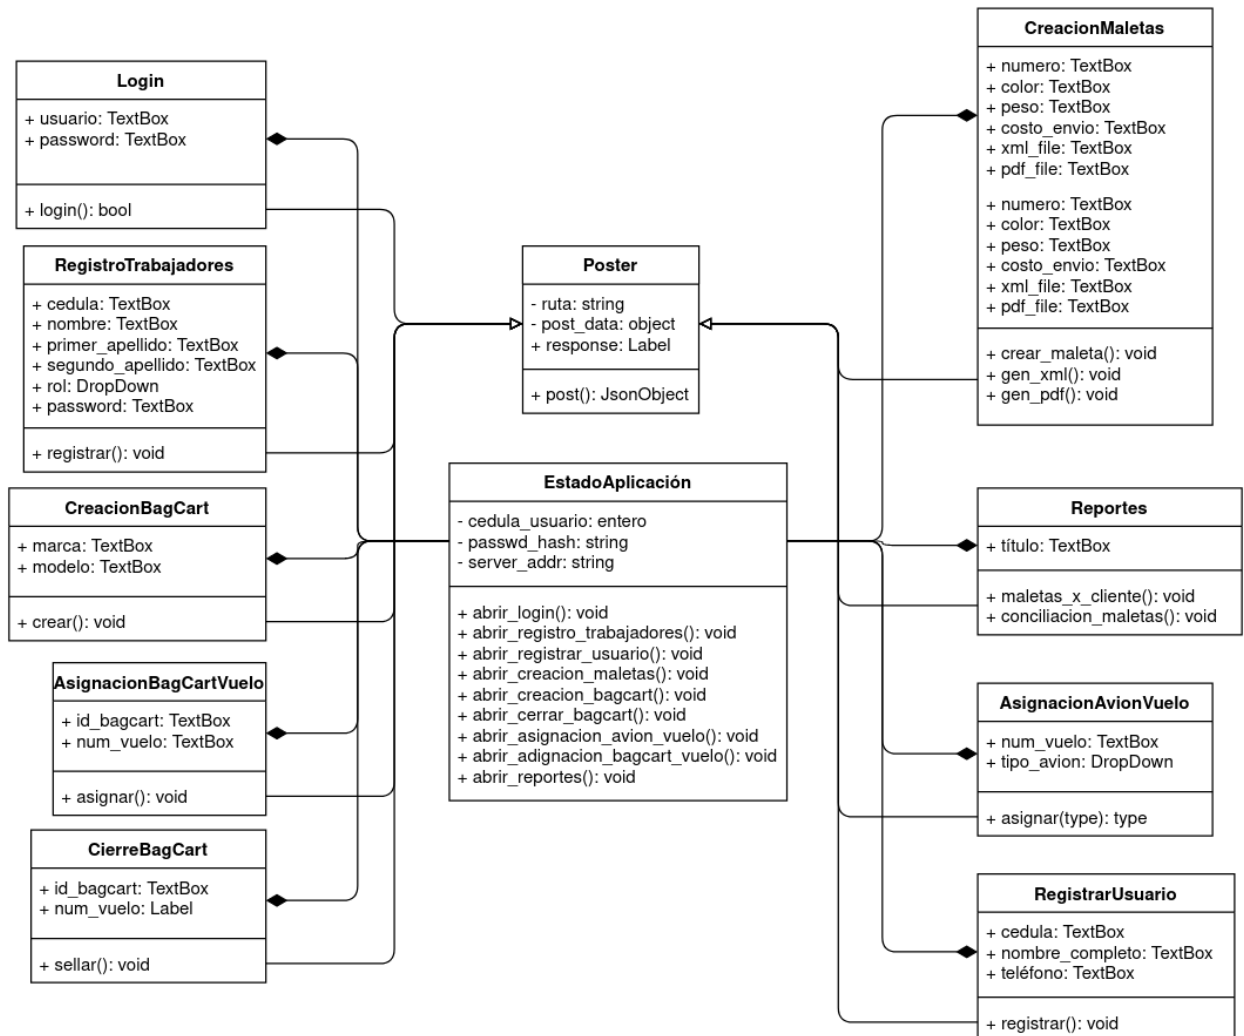 Login
+ usuario: TextBox
+ password: TextBox
+ login(): bool
RegistroTrabajadores
+ cedula: TextBox
+ nombre: TextBox
+ primer_apellido: TextBox
+ segundo_apellido: TextBox
+ rol: DropDown
+ password: TextBox
+ registrar(): void
CreacionBagCart
+ marca: TextBox
+ modelo: TextBox
+ crear(): void
AsignacionBagCartVuelo
+ id_bagcart: TextBox
+ num_vuelo: TextBox
+ asignar(): void
CierreBagCart
+ id_bagcart: TextBox
+ num_vuelo: Label
+ sellar(): void
Poster
- ruta: string
- post_data: object
+ response: Label
+ post(): JsonObject
EstadoAplicación
- cedula_usuario: entero
- passwd_hash: string
- server_addr: string
+ abrir_login(): void
+ abrir_registro_trabajadores(): void
+ abrir_registrar_usuario(): void
+ abrir_creacion_maletas(): void
+ abrir_creacion_bagcart(): void
+ abrir_cerrar_bagcart(): void
+ abrir_asignacion_avion_vuelo(): void
+ abrir_adignacion_bagcart_vuelo(): void
+ abrir_reportes(): void
CreacionMaletas
+ numero: TextBox
+ color: TextBox
+ peso: TextBox
+ costo_envio: TextBox
+ xml_file: TextBox
+ pdf_file: TextBox
+ numero: TextBox
+ color: TextBox
+ peso: TextBox
+ costo_envio: TextBox
+ xml_file: TextBox
+ pdf_file: TextBox
+ crear_maleta(): void
+ gen_xml(): void
+ gen_pdf(): void
Reportes
+ título: TextBox
+ maletas_x_cliente(): void
+ conciliacion_maletas(): void
AsignacionAvionVuelo
+ num_vuelo: TextBox
+ tipo_avion: DropDown
+ asignar(type): type
RegistrarUsuario
+ cedula: TextBox
+ nombre_completo: TextBox
+ teléfono: TextBox
+ registrar(): void